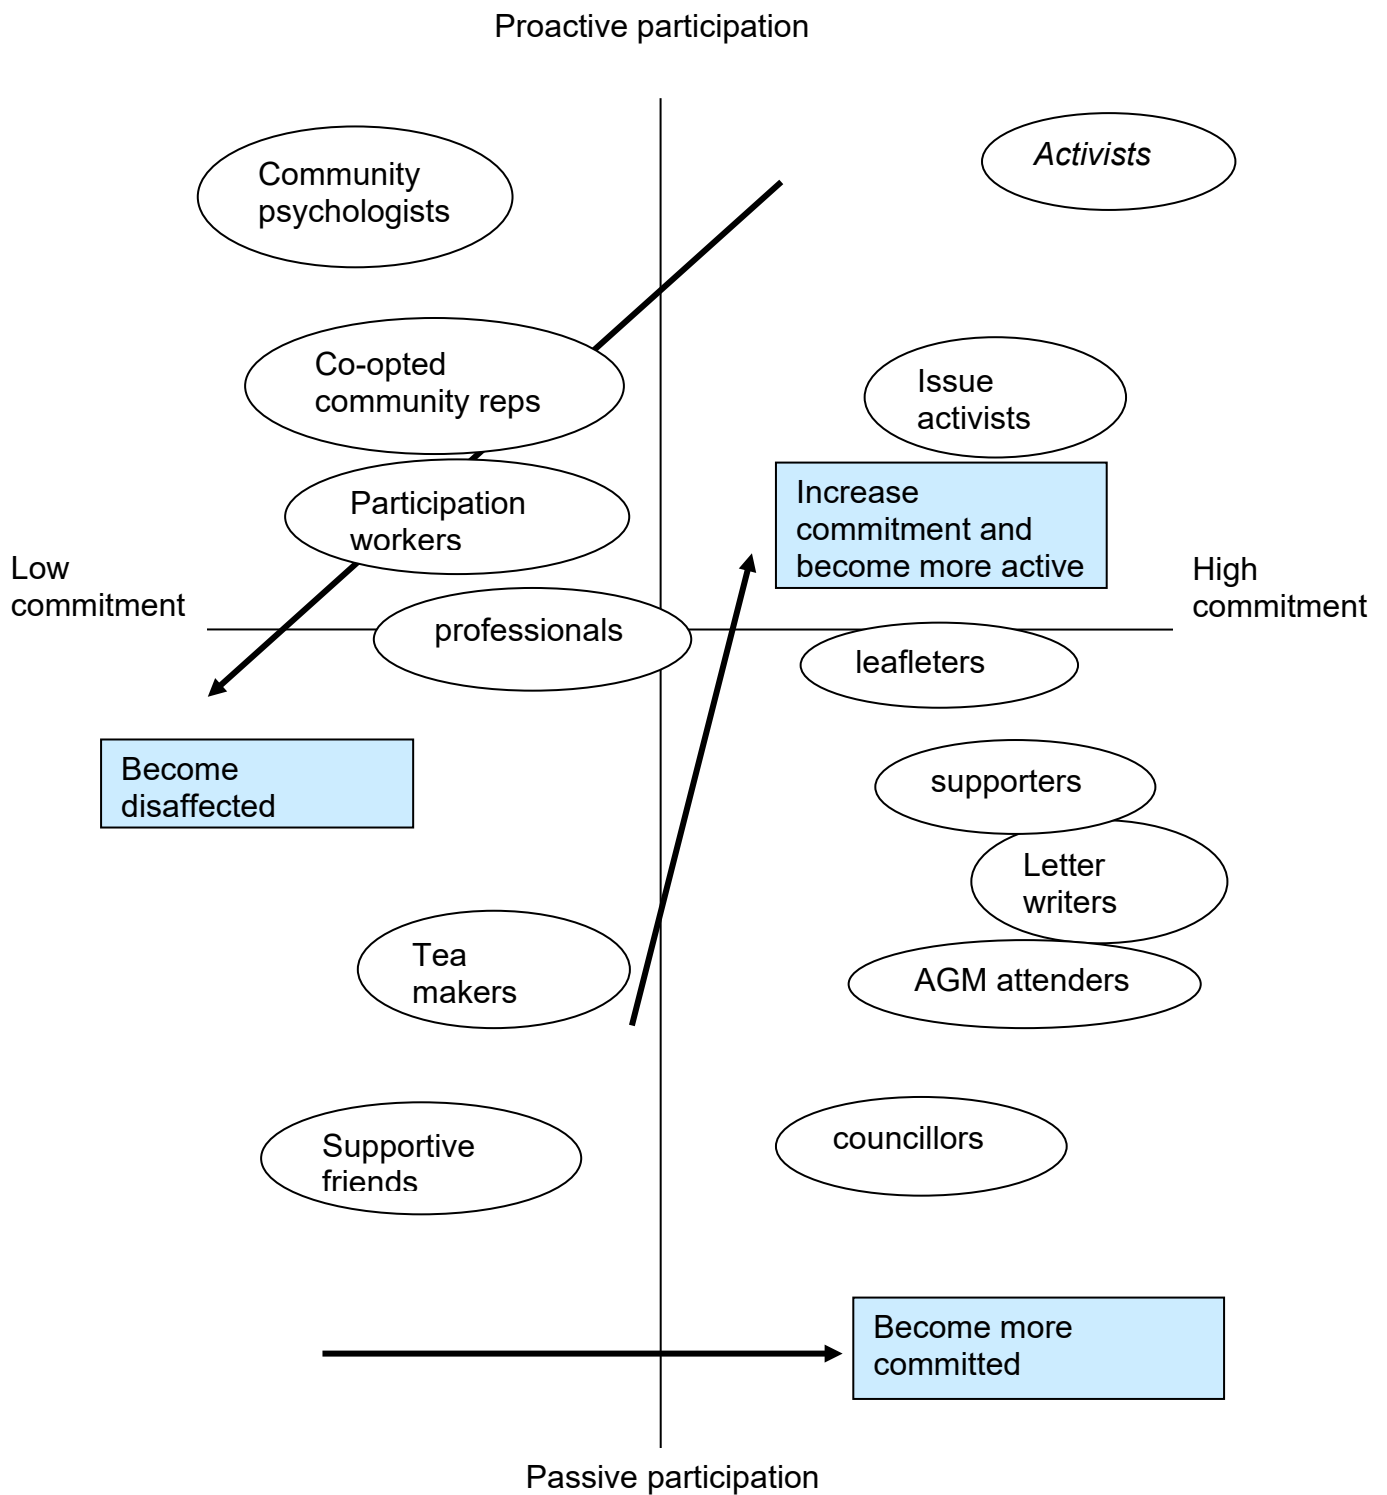 Proactive participation
Community
psychologists
Activists
Co-opted
community reps
Issue
activists
Participation
workers
Increase
commitment and
become more active
Low
commitment
High
commitment
professionals
leafleters
Become
disaffected
supporters
Letter
writers
Tea
makers
AGM attenders
Supportive
friends
councillors
Become more
committed
Passive participation